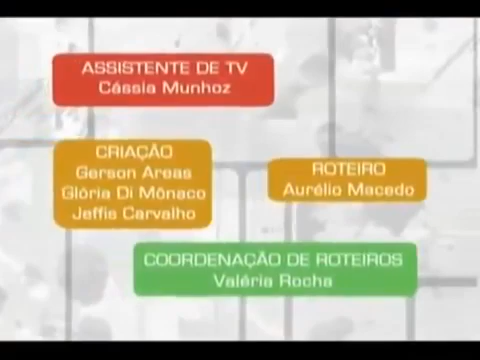 ASSISTENTE DE TV
Cássia Munhoz
CRIAÇÃO
Gerson Areas
Glória Di Mônaco
Jeffis Carvalho
ROTEIRO
Aurélio Macedo
COORDENAÇÃO DE ROTEIROS
Valéria Rocha